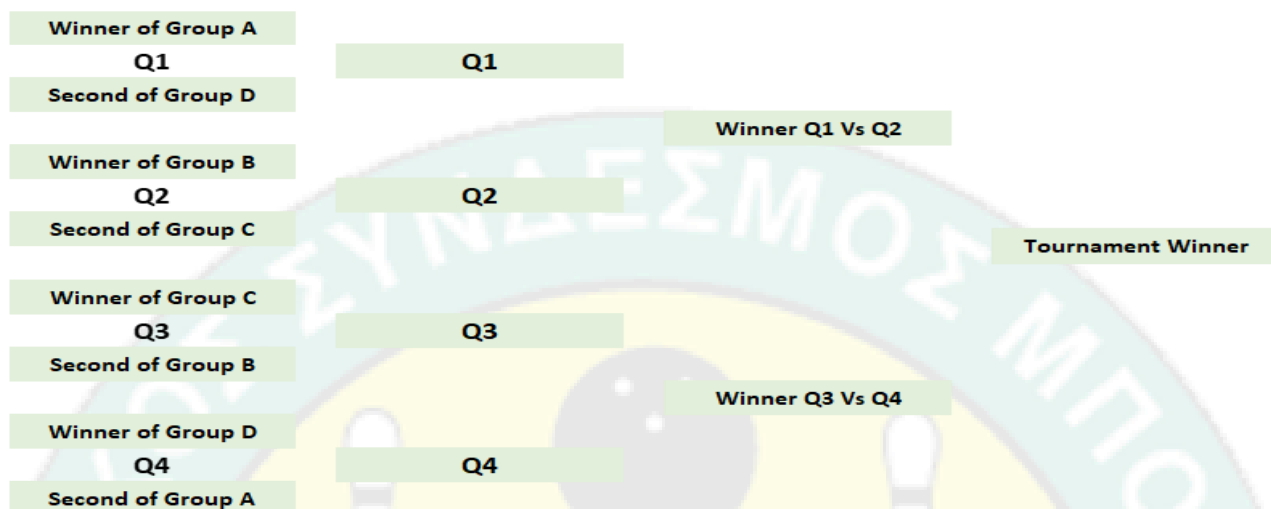 Winner of Group A
Q1
Q1
Second of Group D
Winner Q1 Vs Q2
Winner of Group B
Q2
Q2
Second of Group C
Tournament Winner
Winner of Group C
Q3
Q3
Second of Group B
Winner Q3 Vs Q4
Winner of Group D
Q4
Q4
Second of Group A
ΣΥΝΔΕΣΜΟΣ